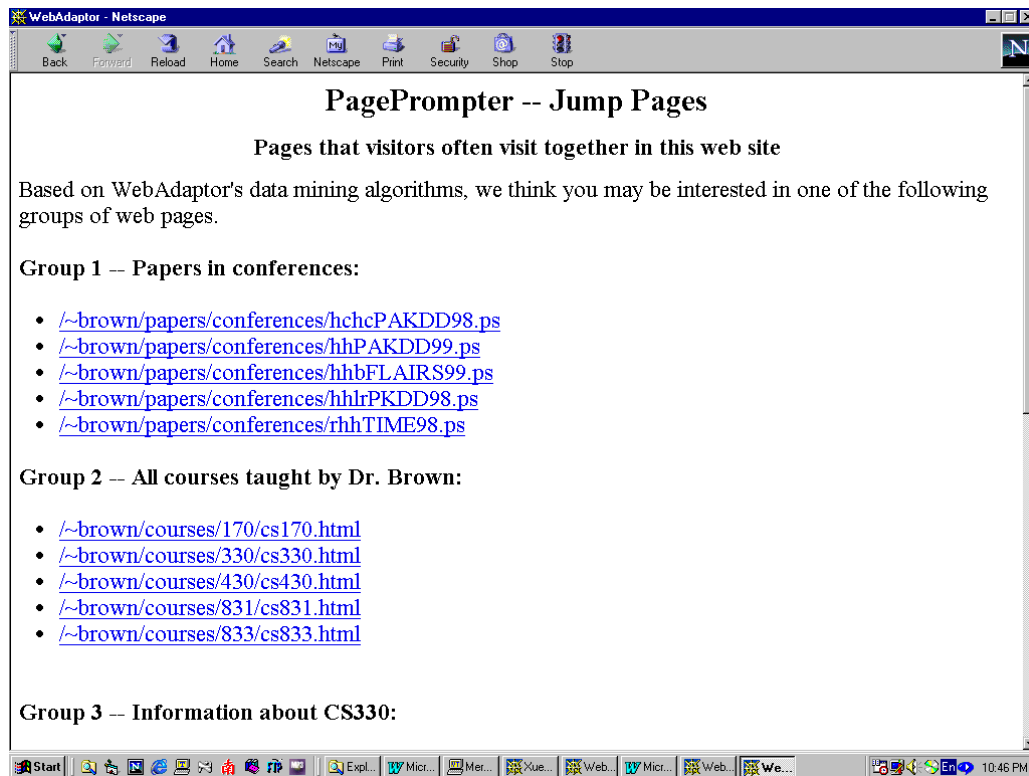 WebAdaptor - Netscape
Back Forward Reload Home Search Netscape Print Security Shop Stop
My
N
PagePrompter -- Jump Pages
Pages that visitors often visit together in this web site
Based on WebAdaptor's data mining algorithms, we think you may be interested in one of the following
groups of web pages.
Group 1 -- Papers in conferences:
/~brown/papers/conferences/hchcPAKDD98.ps
/~brown/papers/conferences/hhPAKDD99.ps
/~brown/papers/conferences/hhbFLAIRS99.ps
/~brown/papers/conferences/hhlrPKDD98.ps
/~brown/papers/conferences/rhhTIME98.ps
Group 2 -- All courses taught by Dr. Brown:
/~brown/courses/170/cs170.html
/~brown/courses/330/cs330.html
/~brown/courses/430/cs430.html
/~brown/courses/831/cs831.html
/~brown/courses/833/cs833.html
Group 3 -- Information about CS330:
Start Expl... Micr... Mer... Xue... Web... Micr... Web... We... En 10:46 PM